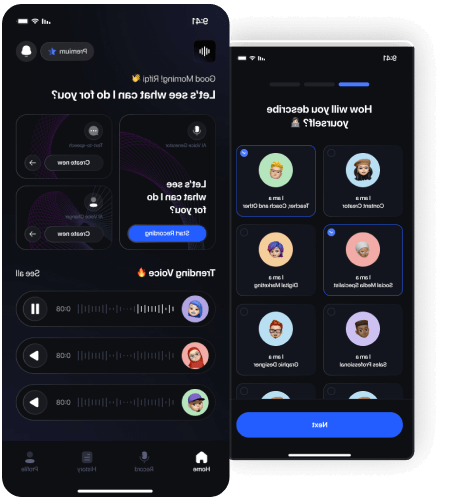 9:41
Premium
Good Morning! Rifqi 👋
Let's see what can I do for you?
AI Voice Generator
Let's see
what can I do
for you?
Start Recording
Text-to-speech
Create new
AI Voice Changer
Create new
Trending Voice 🔥
See all
0:08
0:08
0:08
Home
Record
History
Profile
9:41
How will you describe
yourself?
I am a
Content Creator
I am a
Teacher, Coach and Other
I am a
Social Media Specialist
I am a
Digital Marketing
I am a
Sales Professional
I am a
Graphic Designer
Next